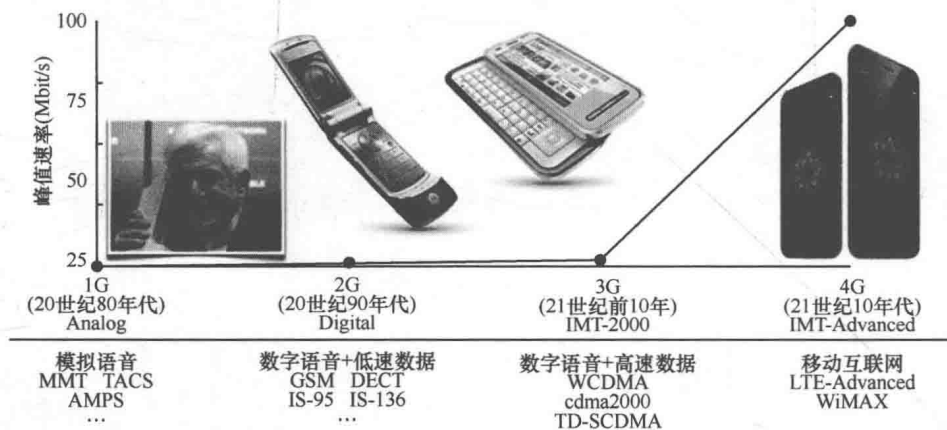 峰值速率(Mbit/s)
100
75
50
25
1G
(20世纪80年代)
Analog
2G
(20世纪90年代)
Digital
3G
(21世纪前10年)
IMT-2000
4G
(21世纪10年代)
IMT-Advanced
模拟语音
MMT TACS
AMPS
…
数字语音+低速数据
GSM DECT
IS-95 IS-136
…
数字语音+高速数据
WCDMA
cdma2000
TD-SCDMA
移动互联网
LTE-Advanced
WiMAX